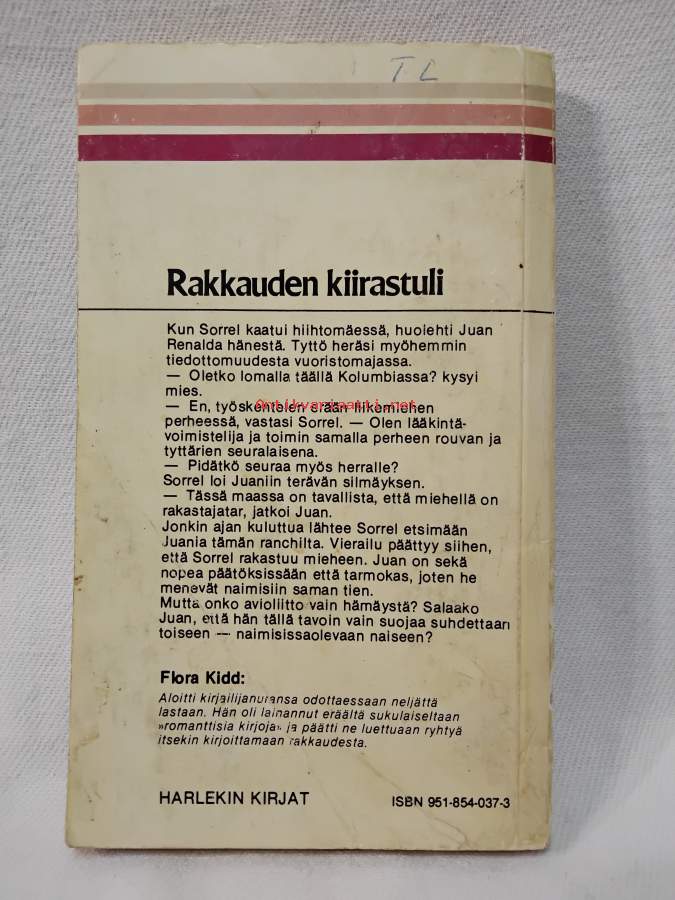 TL
Rakkauden kiirastuli
Kun Sorrel kaatui hiihtomäessä, huolehti Juan
Renalda hänestä. Tyttö heräsi myöhemmin
tiedottomuudesta vuoristomajassa.
— Oletko lomalla täällä Kolumbiassa? kysyi
mies.
— En, työskentelen erään liikemiehen
Antikvariaatti.net
perheessä, vastasi Sorrel. — Olen lääkintä-
voimistelija ja toimin samalla perheen rouvan ja
tyttärien seuralaisena.
— Pidätkö seuraa myös herralle?
Sorrel loi Juaniin terävän silmäyksen.
— Tässä maassa on tavallista, että miehellä on
rakastajatar, jatkoi Juan.
Jonkin ajan kuluttua lähtee Sorrel etsimään
Juania tämän ranchilta. Vierailu päättyy siihen,
että Sorrel rakastuu mieheen. Juan on sekä
nopea päätöksissään että tarmokas, joten he
menevät naimisiin saman tien.
Mutta onko avioliitto vain hämäystä? Salaako
Juan, että hän tällä tavoin vain suojaa suhdettaan
toiseen — naimisissaolevaan naiseen?
Flora Kidd:
Aloitti kirjailijanuransa odottaessaan neljättä
lastaan. Hän oli lainannut eräältä sukulaiseltaan
»romanttisia kirjoja» ja päätti ne luettuaan ryhtyä
itsekin kirjoittamaan rakkaudesta.
HARLEKIN KIRJAT
ISBN 951-854-037-3